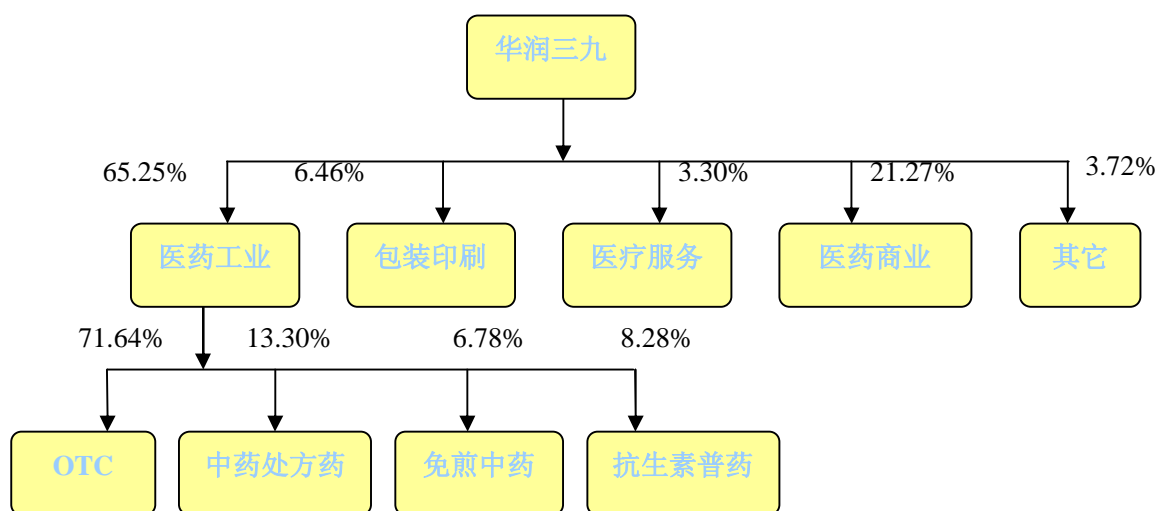 华润三九
65.25% 6.46% 3.30% 21.27% 3.72%
医药工业 包装印刷 医疗服务 医药商业 其它
71.64% 13.30% 6.78% 8.28%
OTC 中药处方药 免煎中药 抗生素普药